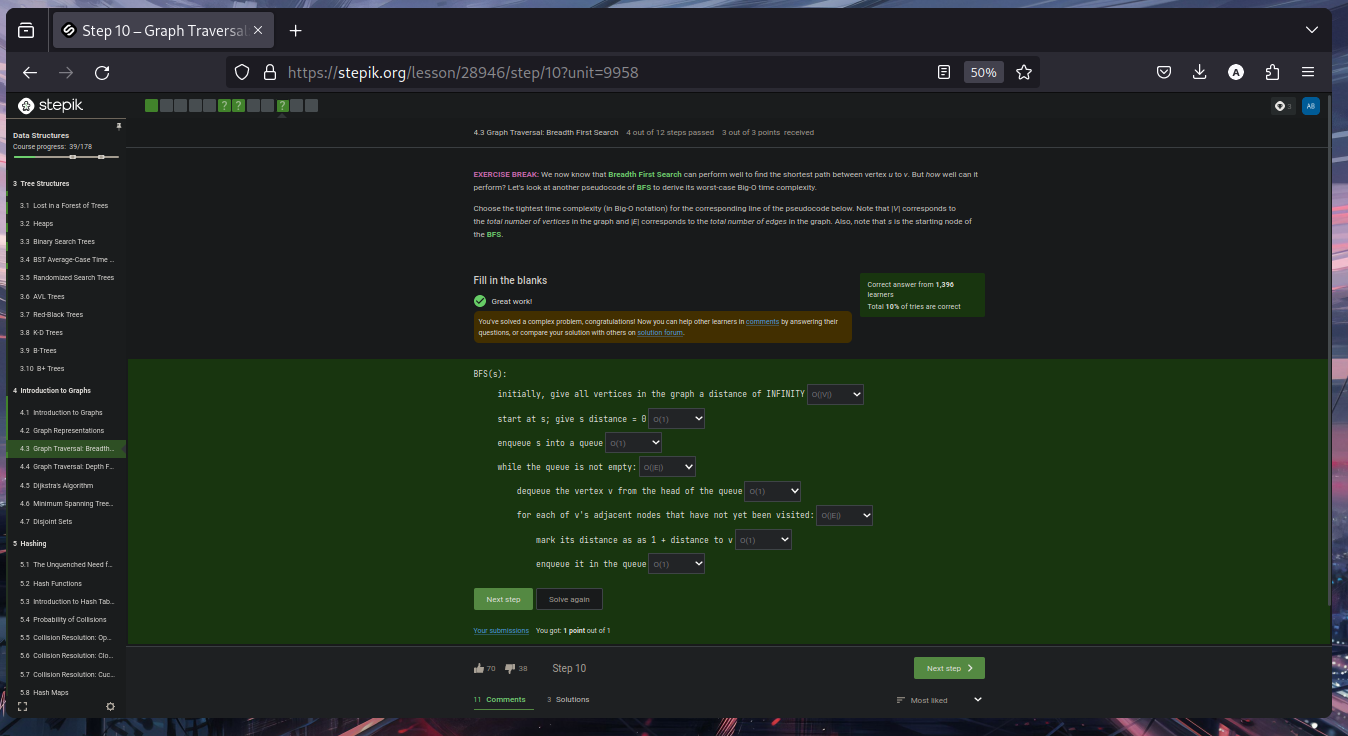 Step 10 – Graph Traversal
https://stepik.org/lesson/28946/step/10?unit=9958
50%
A
stepik
? ? ?
3
AB
Data Structures
Course progress: 39/178
3 Tree Structures
3.1 Lost in a Forest of Trees
3.2 Heaps
3.3 Binary Search Trees
3.4 BST Average-Case Time ...
3.5 Randomized Search Trees
3.6 AVL Trees
3.7 Red-Black Trees
3.8 K-D Trees
3.9 B-Trees
3.10 B+ Trees
4 Introduction to Graphs
4.1 Introduction to Graphs
4.2 Graph Representations
4.3 Graph Traversal: Breadth...
4.4 Graph Traversal: Depth F...
4.5 Dijkstra's Algorithm
4.6 Minimum Spanning Tree...
4.7 Disjoint Sets
5 Hashing
5.1 The Unquenched Need f...
5.2 Hash Functions
5.3 Introduction to Hash Tab...
5.4 Probability of Collisions
5.5 Collision Resolution: Op...
5.6 Collision Resolution: Clo...
5.7 Collision Resolution: Cuc...
5.8 Hash Maps
4.3 Graph Traversal: Breadth First Search 4 out of 12 steps passed 3 out of 3 points received
EXERCISE BREAK: We now know that Breadth First Search can perform well to find the shortest path between vertex u to v. But how well can it
perform? Let's look at another pseudocode of BFS to derive its worst-case Big-O time complexity.
Choose the tightest time complexity (in Big-O notation) for the corresponding line of the pseudocode below. Note that |V| corresponds to
the total number of vertices in the graph and |E| corresponds to the total number of edges in the graph. Also, note that s is the starting node of
the BFS.
Fill in the blanks
Great work!
You've solved a complex problem, congratulations! Now you can help other learners in comments by answering their
questions, or compare your solution with others on solution forum.
Correct answer from 1,396
learners
Total 10% of tries are correct
BFS(s):
initially, give all vertices in the graph a distance of INFINITY O(|V|)
start at s; give s distance = 0 O(1)
enqueue s into a queue O(1)
while the queue is not empty: O(|E|)
dequeue the vertex v from the head of the queue O(1)
for each of v's adjacent nodes that have not yet been visited: O(|E|)
mark its distance as as 1 + distance to v O(1)
enqueue it in the queue O(1)
Next step Solve again
Your submissions You got: 1 point out of 1
70 38 Step 10 Next step
11 Comments 3 Solutions Most liked